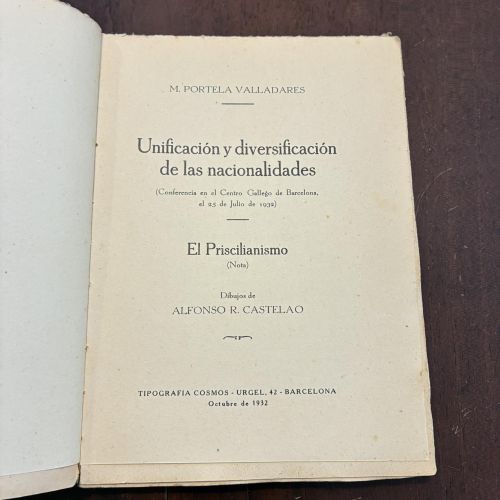 M. PORTELA VALLADARES
Unificación y diversificación
de las nacionalidades
(Conferencia en el Centro Gallego de Barcelona,
el 25 de Julio de 1932)
El Priscilianismo
(Nota)
Dibujos de
ALFONSO R. CASTELAO
TIPOGRAFIA COSMOS - URGEL, 42 - BARCELONA
Octubre de 1932